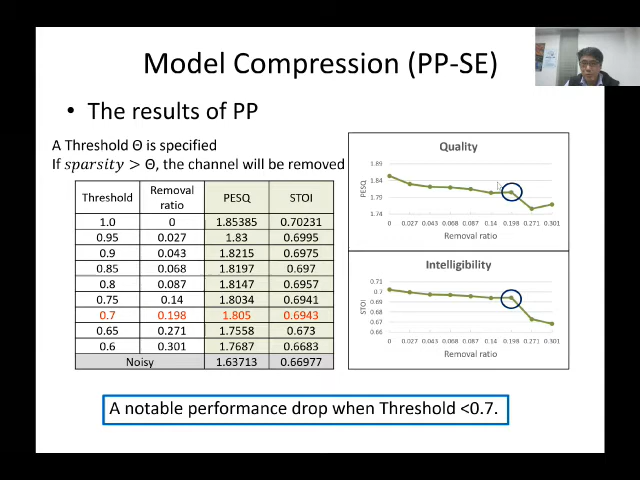 Model Compression (PP-SE)
• The results of PP
A Threshold Θ is specified
If sparsity > Θ, the channel will be removed
Threshold Removal ratio PESQ STOI
1.0 0 1.85385 0.70231
0.95 0.027 1.83 0.6995
0.9 0.043 1.8215 0.6975
0.85 0.068 1.8197 0.697
0.8 0.087 1.8147 0.6957
0.75 0.14 1.8034 0.6941
0.7 0.198 1.805 0.6943
0.65 0.271 1.7558 0.673
0.6 0.301 1.7687 0.6683
Noisy 1.63713 0.66977
Quality
PESQ
1.89
1.84
1.79
1.74
0 0.027 0.043 0.068 0.087 0.14 0.198 0.271 0.301
Removal ratio
Intelligibility
STOI
0.71
0.7
0.69
0.68
0.67
0.66
0 0.027 0.043 0.068 0.087 0.14 0.198 0.271 0.301
Removal ratio
A notable performance drop when Threshold <0.7.